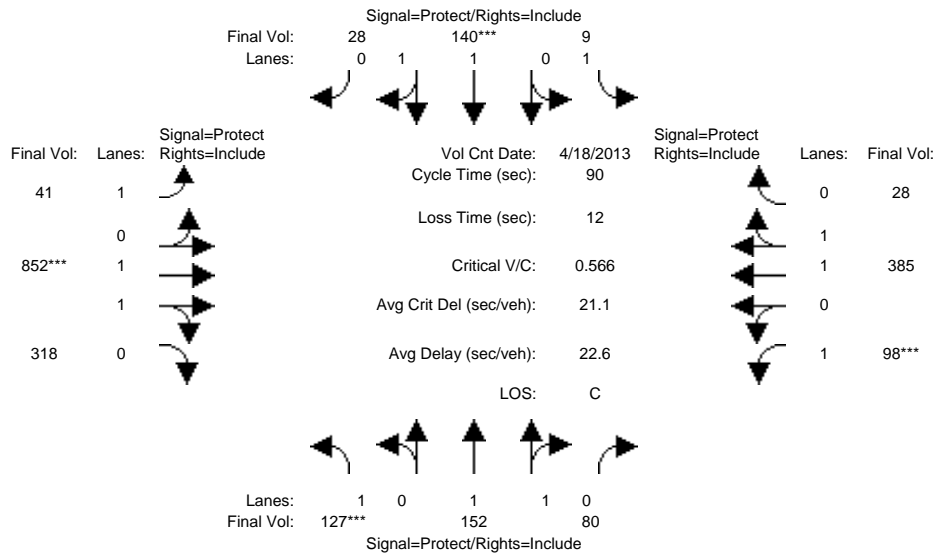 Signal=Protect/Rights=Include
Final Vol: 28 140*** 9
Lanes: 0 1 1 0 1
Signal=Protect
Final Vol: Lanes: Rights=Include
Vol Cnt Date: 4/18/2013
Signal=Protect
Rights=Include Lanes: Final Vol:
Cycle Time (sec): 90
41 1
0 28
Loss Time (sec): 12
0
1
852*** 1
Critical V/C: 0.566
1 385
1
Avg Crit Del (sec/veh): 21.1
0
318 0
Avg Delay (sec/veh): 22.6
1 98***
LOS: C
Lanes: 1 0 1 1 0
Final Vol: 127*** 152 80
Signal=Protect/Rights=Include